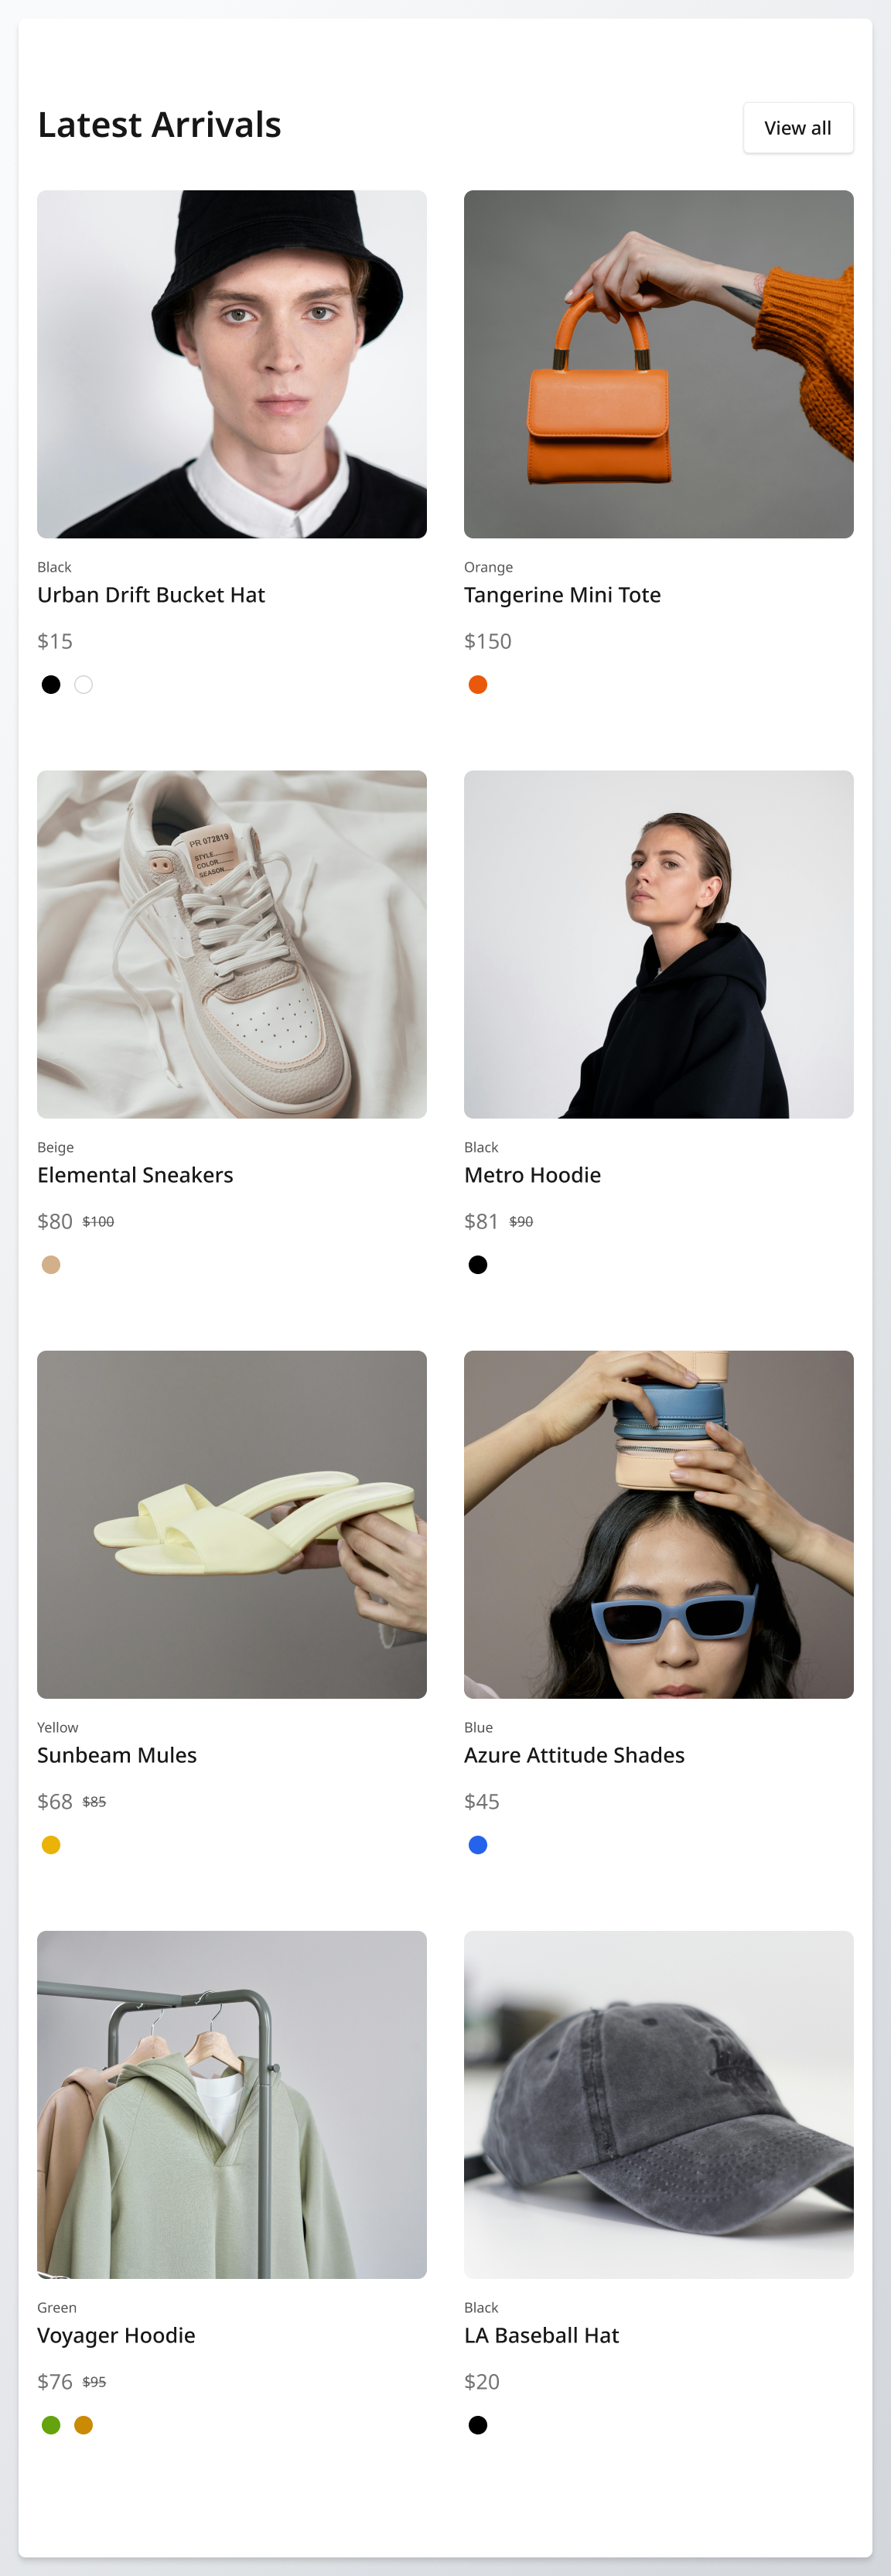 Latest Arrivals
View all
Black
Urban Drift Bucket Hat
$15
Orange
Tangerine Mini Tote
$150
PR 072819
STYLE
COLOR
SEASON
Beige
Elemental Sneakers
$80 $100
Black
Metro Hoodie
$81 $90
Yellow
Sunbeam Mules
$68 $85
Blue
Azure Attitude Shades
$45
Green
Voyager Hoodie
$76 $95
Black
LA Baseball Hat
$20